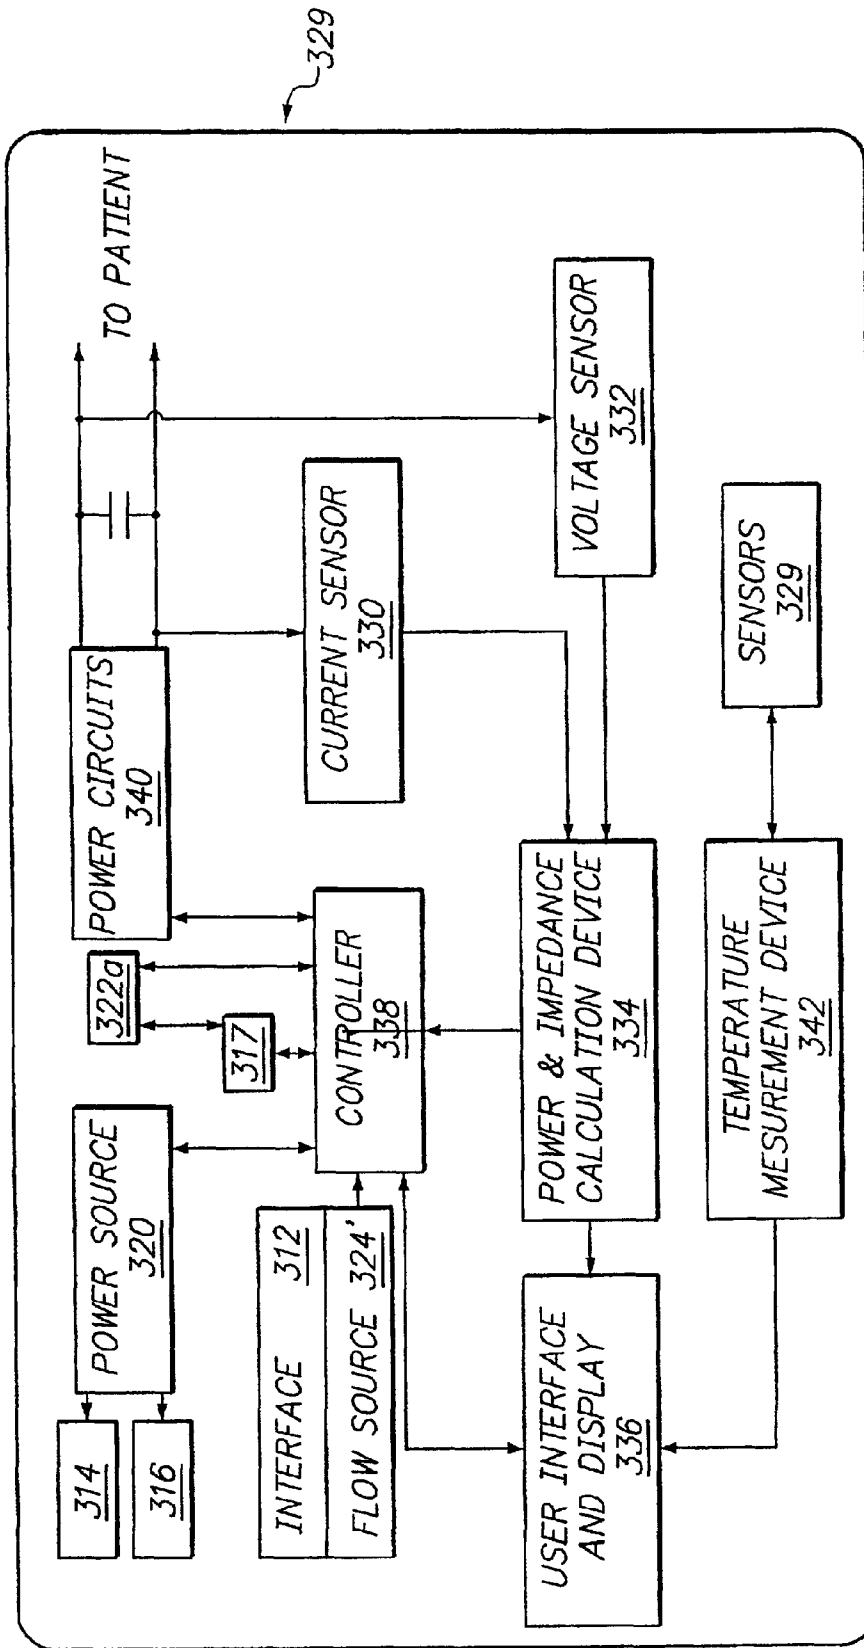 329
TO PATIENT
POWER CIRCUITS
340
322a
317
POWER SOURCE
320
314
316
CURRENT SENSOR
330
VOLTAGE SENSOR
332
CONTROLLER
338
INTERFACE 312
FLOW SOURCE 324'
POWER & IMPEDANCE
CALCULATION DEVICE
334
SENSORS
329
USER INTERFACE
AND DISPLAY
336
TEMPERATURE
MESUREMENT DEVICE
342